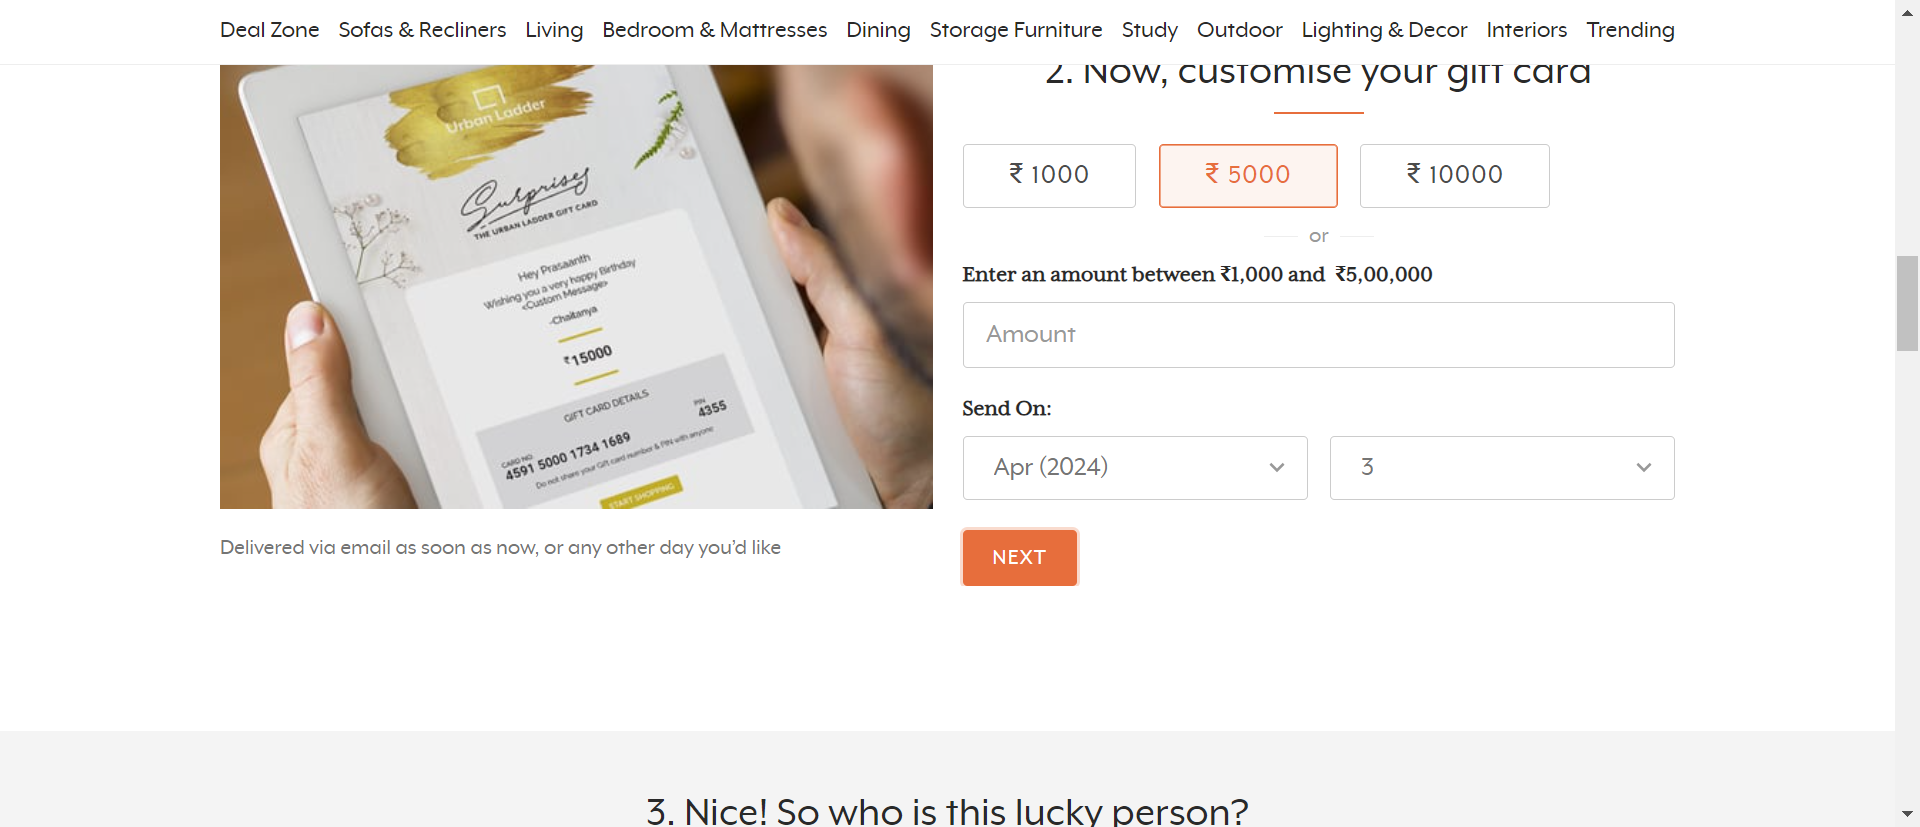 Deal Zone Sofas & Recliners Living Bedroom & Mattresses Dining Storage Furniture Study Outdoor Lighting & Decor Interiors Trending
Urban Ladder
Surprises
THE URBAN LADDER GIFT CARD
Hey Prasaanth
Wishing you a very happy Birthday
<Custom Message>
-Chaitanya
₹15000
GIFT CARD DETAILS
CARD NO.
4591 5000 1734 1689
PIN
4355
Do not share your Gift card number & PIN with anyone
START SHOPPING
Delivered via email as soon as now, or any other day you’d like
2. Now, customise your gift card
₹ 1000
₹ 5000
₹ 10000
or
Enter an amount between ₹1,000 and ₹5,00,000
Amount
Send On:
Apr (2024)
3
NEXT
3. Nice! So who is this lucky person?